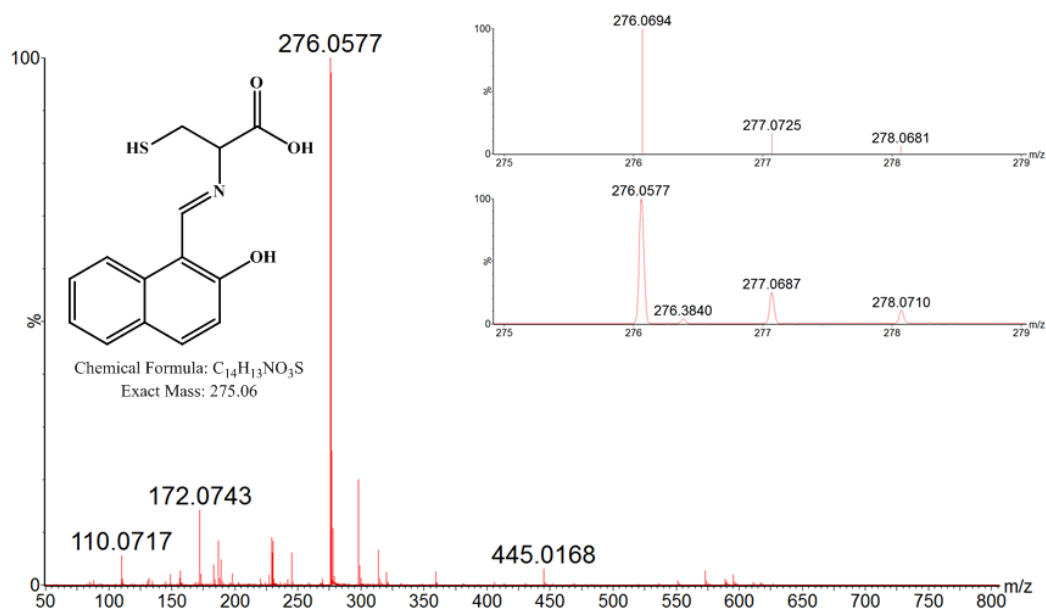 276.0577
100
%
0
172.0743
110.0717
445.0168
50 100 150 200 250 300 350 400 450 500 550 600 650 700 750 800 m/z
O
HS
OH
N
OH
Chemical Formula: C₁₄H₁₃NO₃S
Exact Mass: 275.06
276.0694
100
%
277.0725
278.0681
0
275 276 277 278 279 m/z
276.0577
100
%
276.3840
277.0687
278.0710
0
275 276 277 278 279 m/z